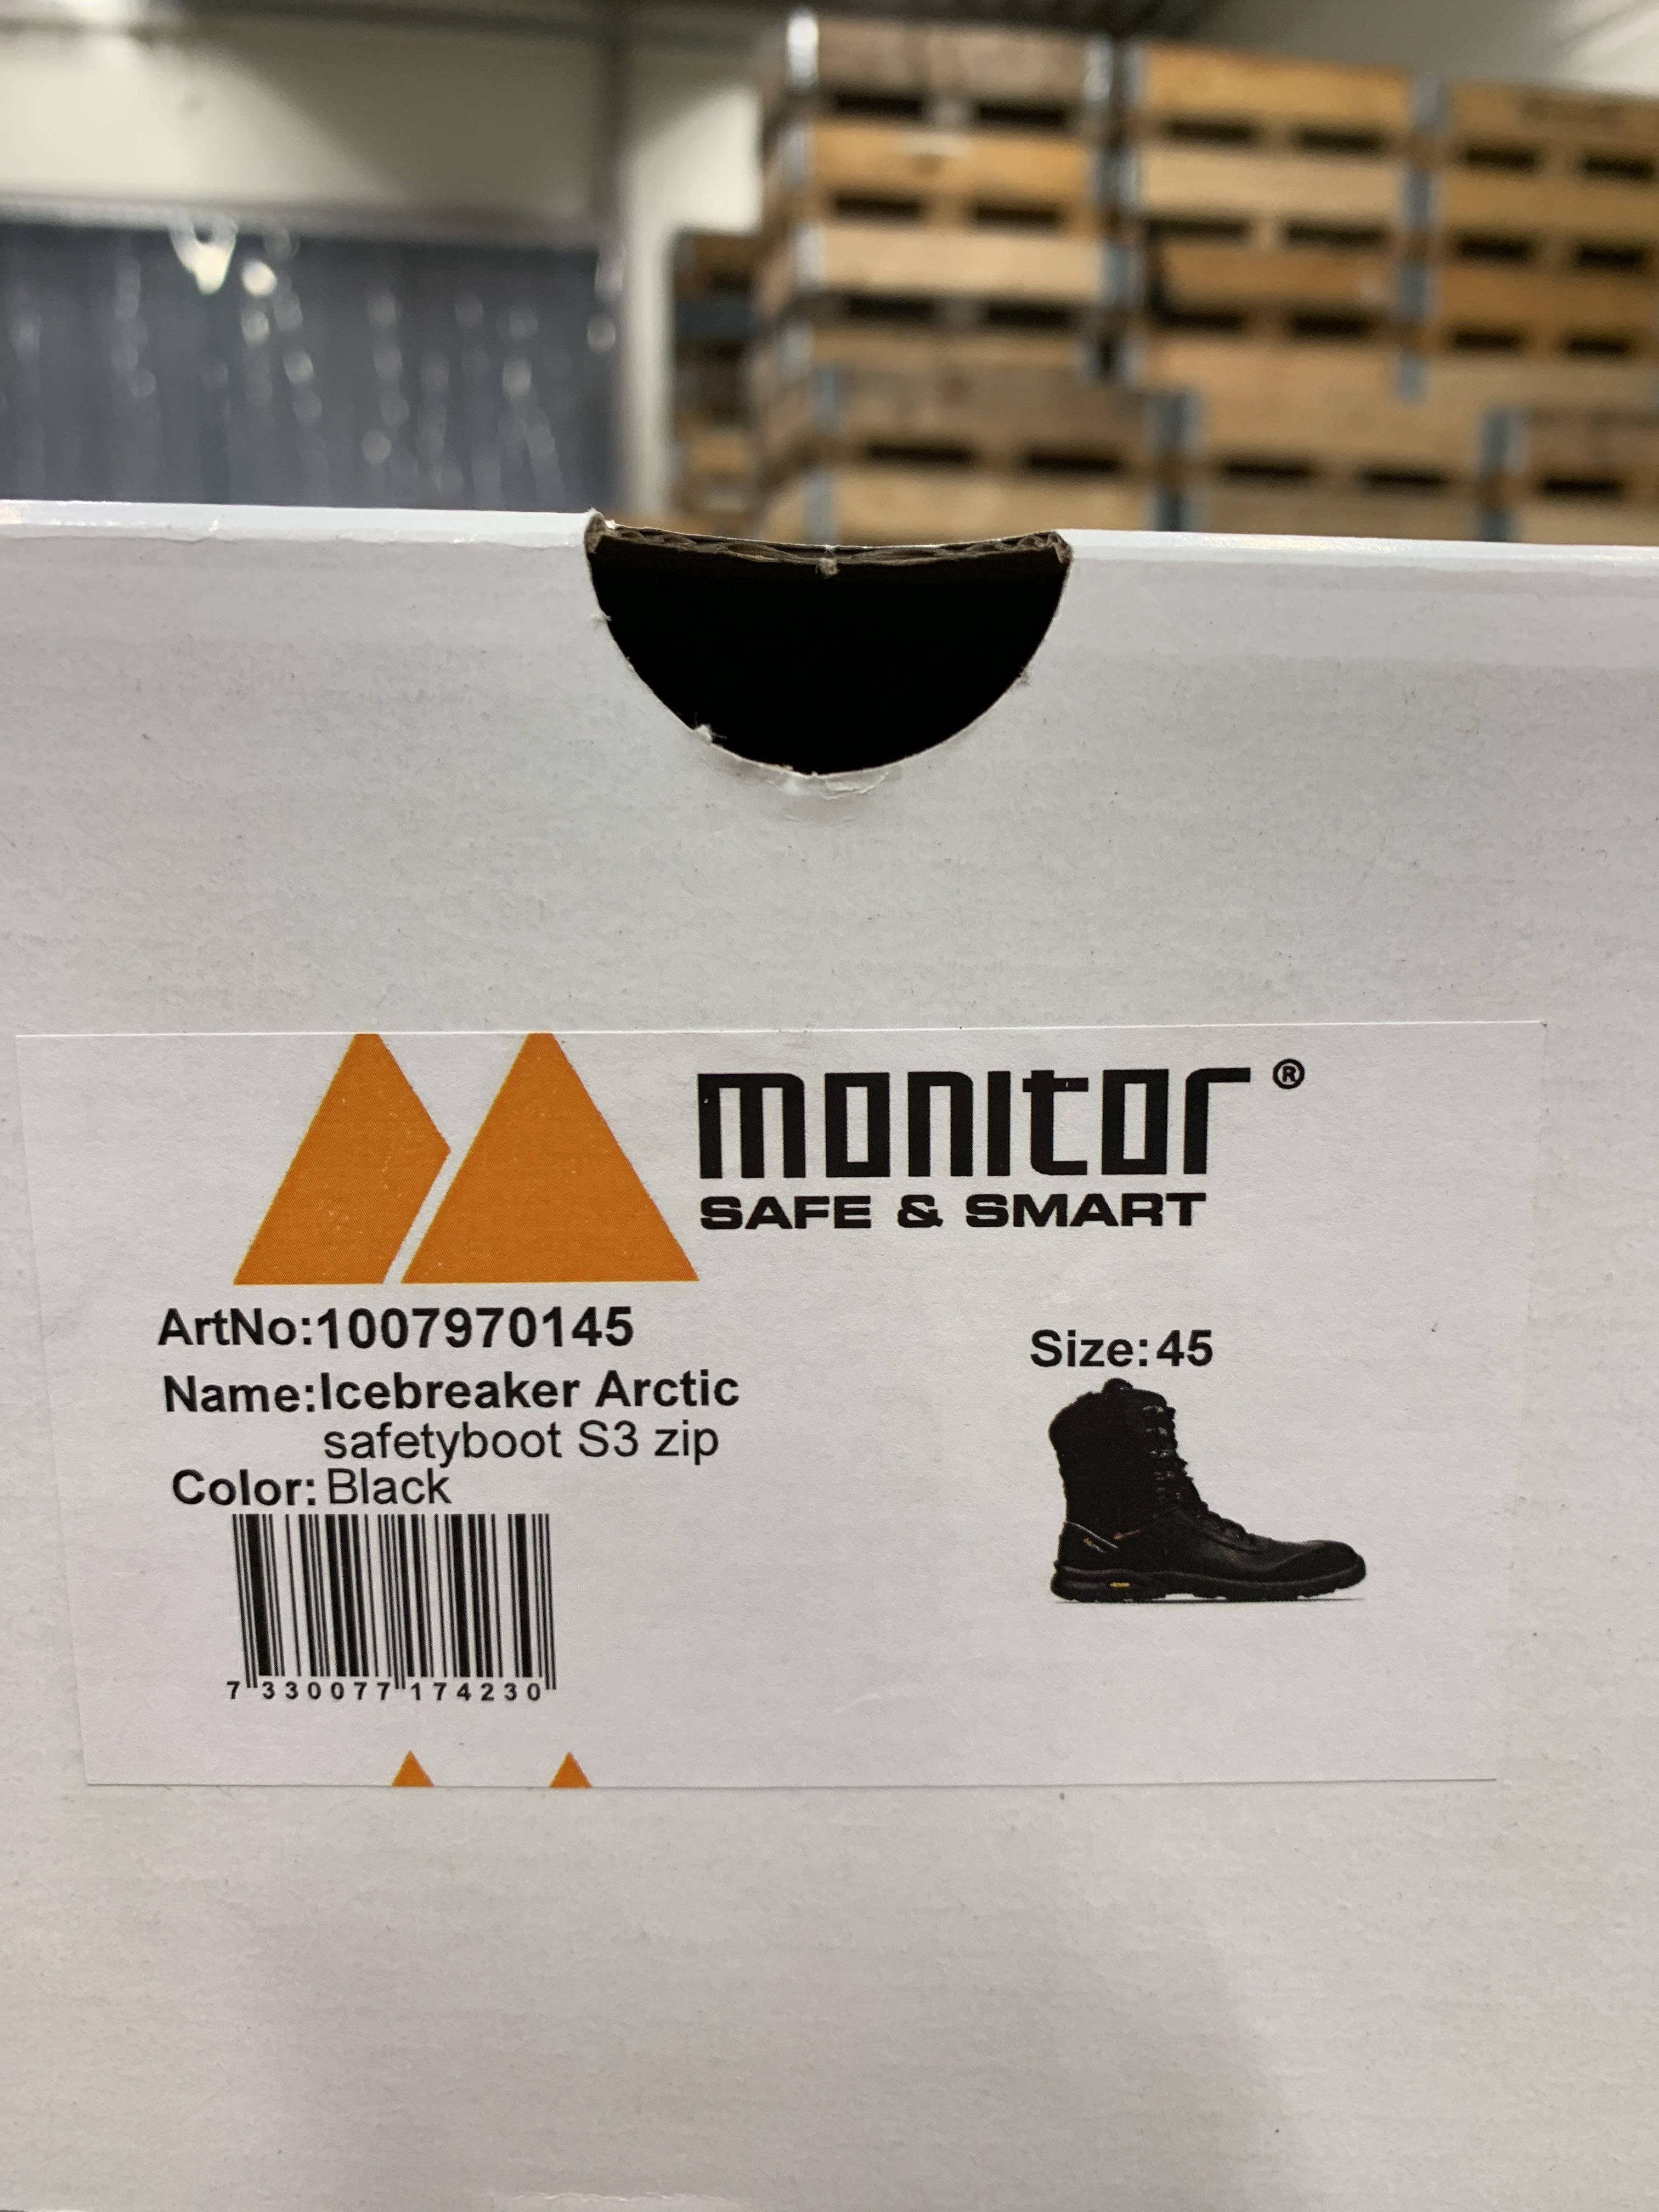 monitor®
SAFE & SMART
ArtNo:1007970145
Size:45
Name:Icebreaker Arctic
safetyboot S3 zip
Color:Black
7 330077 174230